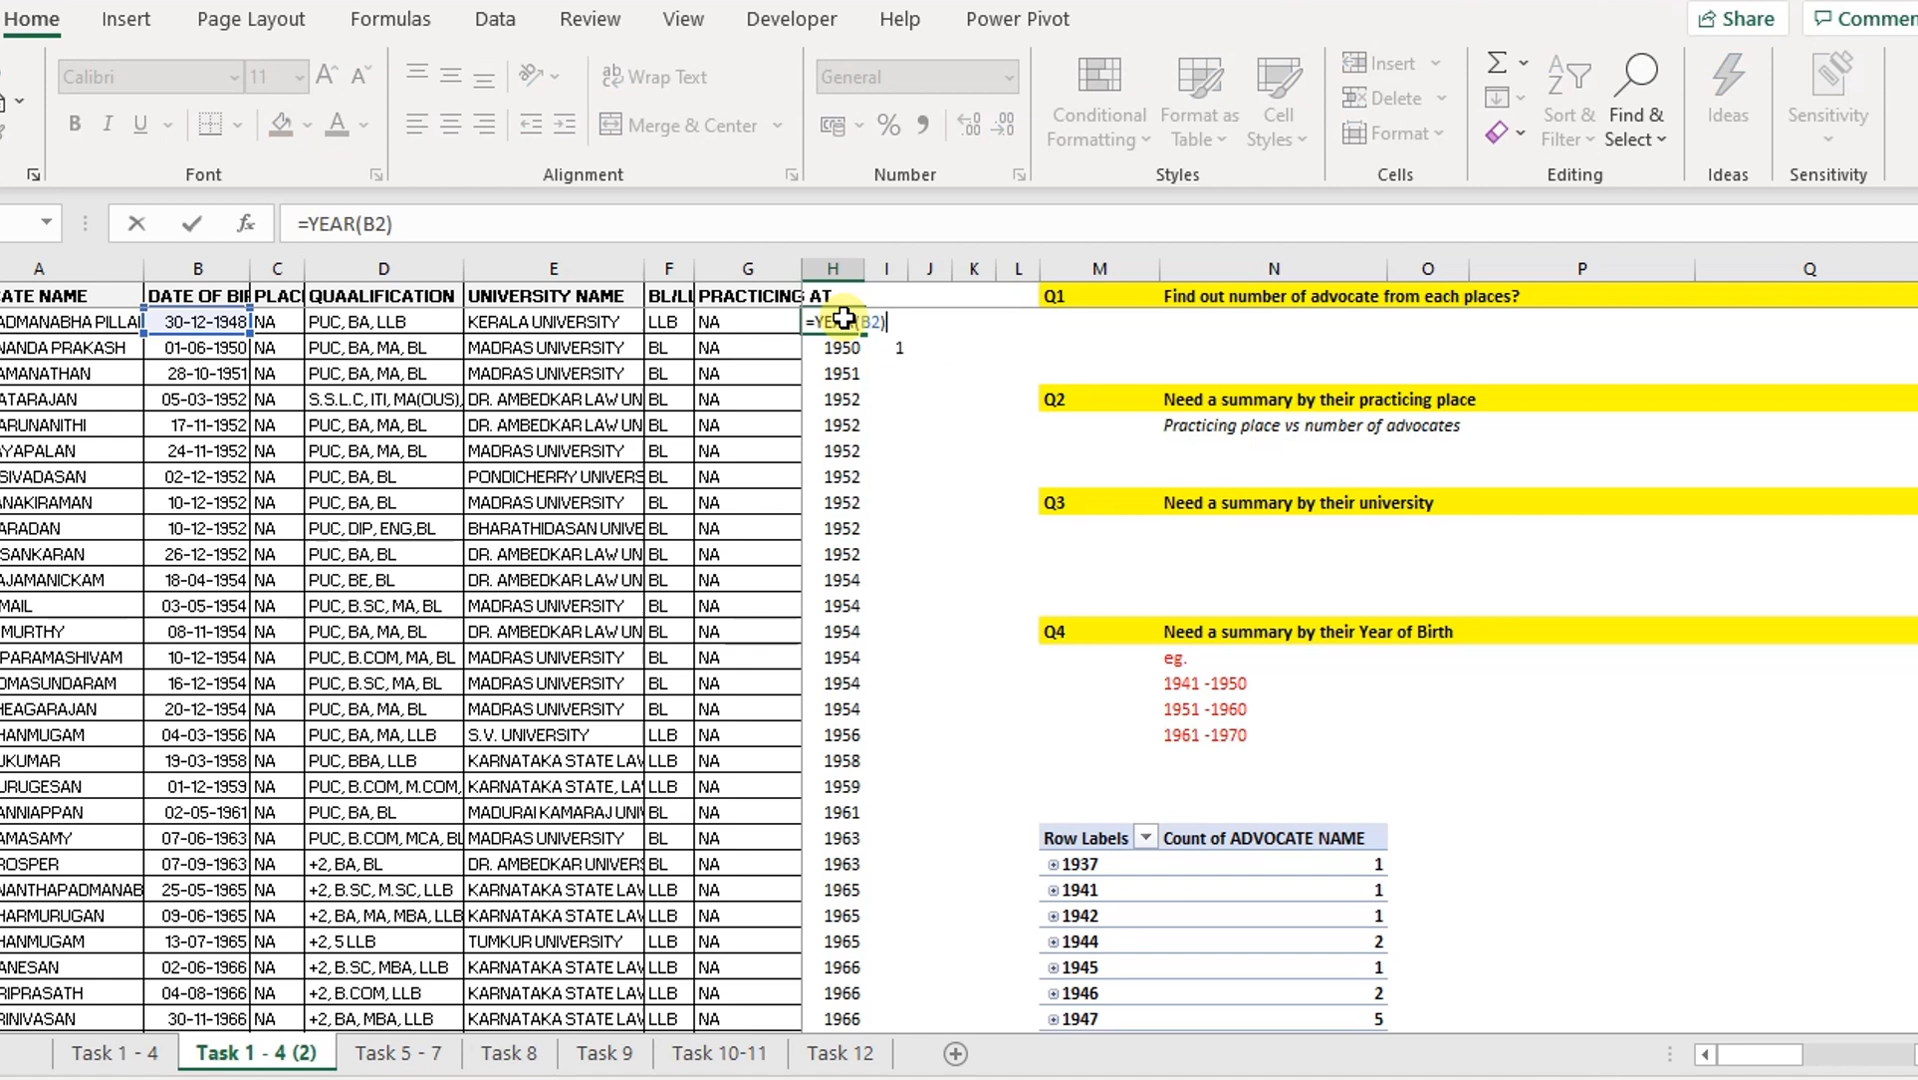 Home Insert Page Layout Formulas Data Review View Developer Help Power Pivot Share Commen
Calibri 11 Wrap Text General Insert
Conditional Format as Cell Delete Sort & Find & Ideas Sensitivity
Merge & Center Formatting Table Styles Format Filter Select
Font Alignment Number Styles Cells Editing Ideas Sensitivity
=YEAR(B2)
A B C D E F G H I J K L M N O P Q
CATE NAME DATE OF BIF PLAC QUAALIFICATION UNIVERSITY NAME BL/LL PRACTICING AT Q1 Find out number of advocate from each places?
ADMANABHA PILLAI 30-12-1948 NA PUC, BA, LLB KERALA UNIVERSITY LLB NA =YEAR(B2)
NANDA PRAKASH 01-06-1950 NA PUC, BA, MA, BL MADRAS UNIVERSITY BL NA 1950 1
AMANATHAN 28-10-1951 NA PUC, BA, MA, BL MADRAS UNIVERSITY BL NA 1951
ATARAJAN 05-03-1952 NA S.S.L.C, ITI, MA(OUS), DR. AMBEDKAR LAW UN BL NA 1952 Q2 Need a summary by their practicing place
ARUNANITHI 17-11-1952 NA PUC, BA, MA, BL DR. AMBEDKAR LAW UN BL NA 1952 Practicing place vs number of advocates
AYAPALAN 24-11-1952 NA PUC, BA, MA, BL MADRAS UNIVERSITY BL NA 1952
SIVADASAN 02-12-1952 NA PUC, BA, BL PONDICHERRY UNIVERS BL NA 1952
ANAKIRAMAN 10-12-1952 NA PUC, BA, BL MADRAS UNIVERSITY BL NA 1952 Q3 Need a summary by their university
ARADAN 10-12-1952 NA PUC, DIP, ENG,BL BHARATHIDASAN UNIVE BL NA 1952
SANKARAN 26-12-1952 NA PUC, BA, BL DR. AMBEDKAR LAW UN BL NA 1952
AJAMANICKAM 18-04-1954 NA PUC, BE, BL DR. AMBEDKAR LAW UN BL NA 1954
MAIL 03-05-1954 NA PUC, B.SC, MA, BL MADRAS UNIVERSITY BL NA 1954
MURTHY 08-11-1954 NA PUC, BA, MA, BL DR. AMBEDKAR LAW UN BL NA 1954 Q4 Need a summary by their Year of Birth
PARAMASHIVAM 10-12-1954 NA PUC, B.COM, MA, BL MADRAS UNIVERSITY BL NA 1954 eg.
OMASUNDARAM 16-12-1954 NA PUC, B.SC, MA, BL MADRAS UNIVERSITY BL NA 1954 1941 -1950
HEAGARAJAN 20-12-1954 NA PUC, BA, MA, BL MADRAS UNIVERSITY BL NA 1954 1951 -1960
HANMUGAM 04-03-1956 NA PUC, BA, MA, LLB S.V. UNIVERSITY LLB NA 1956 1961 -1970
UKUMAR 19-03-1958 NA PUC, BBA, LLB KARNATAKA STATE LAW LLB NA 1958
URUGESAN 01-12-1959 NA PUC, B.COM, M.COM, KARNATAKA STATE, LA LLB NA 1959
ANNIAPPAN 02-05-1961 NA PUC, BA, BL MADURAI KAMARAJ UNI BL NA 1961
AMASAMY 07-06-1963 NA PUC, B.COM, MCA, BL MADRAS UNIVERSITY BL NA 1963 Row Labels Count of ADVOCATE NAME
ROSPER 07-09-1963 NA +2, BA, BL DR. AMBEDKAR UNIVERS BL NA 1963 1937 1
NANTHAPADMANAB 25-05-1965 NA +2, B.SC, M.SC, LLB KARNATAKA STATE LAW LLB NA 1965 1941 1
HARMURUGAN 09-06-1965 NA +2, BA, MA, MBA, LLB KARNATAKA STATE LAW LLB NA 1965 1942 1
HANMUGAM 13-07-1965 NA +2, 5 LLB TUMKUR UNIVERSITY LLB NA 1965 1944 2
ANESAN 02-06-1966 NA +2, B.SC, MBA, LLB KARNATAKA STATE LAW LLB NA 1966 1945 1
RIPRASATH 04-08-1966 NA +2, B.COM, LLB KARNATAKA STATE LAW LLB NA 1966 1946 2
RINIVASAN 30-11-1966 NA +2, BA, MBA, LLB KARNATAKA STATE LAW LLB NA 1966 1947 5
Task 1 - 4 Task 1 - 4 (2) Task 5 - 7 Task 8 Task 9 Task 10-11 Task 12